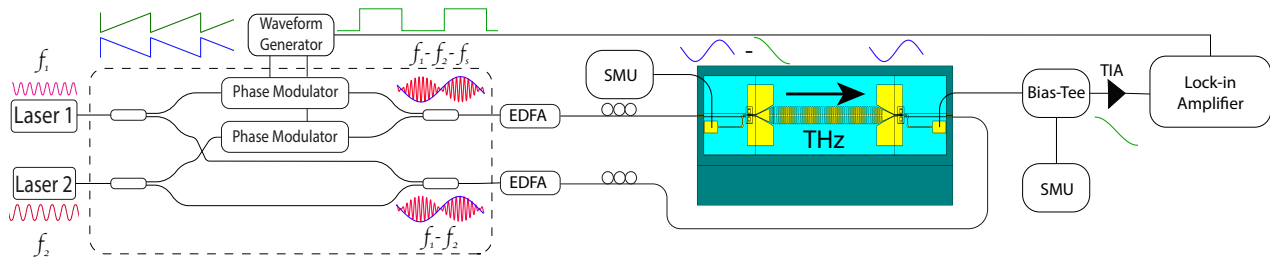 Waveform
Generator
f₁
f₁- f₂- fₛ
Laser 1
Phase Modulator
Phase Modulator
EDFA
SMU
-
THz
Bias-Tee
TIA
Lock-in
Amplifier
Laser 2
EDFA
SMU
f₂
f₁- f₂